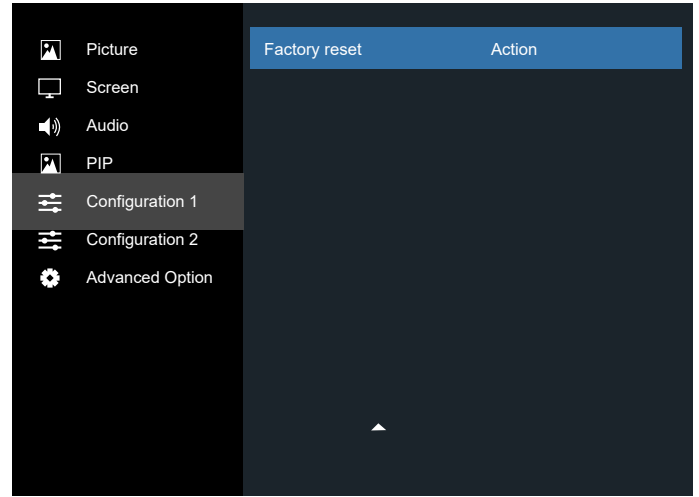 Picture
Screen
Audio
PIP
Configuration 1
Configuration 2
Advanced Option
Factory reset Action